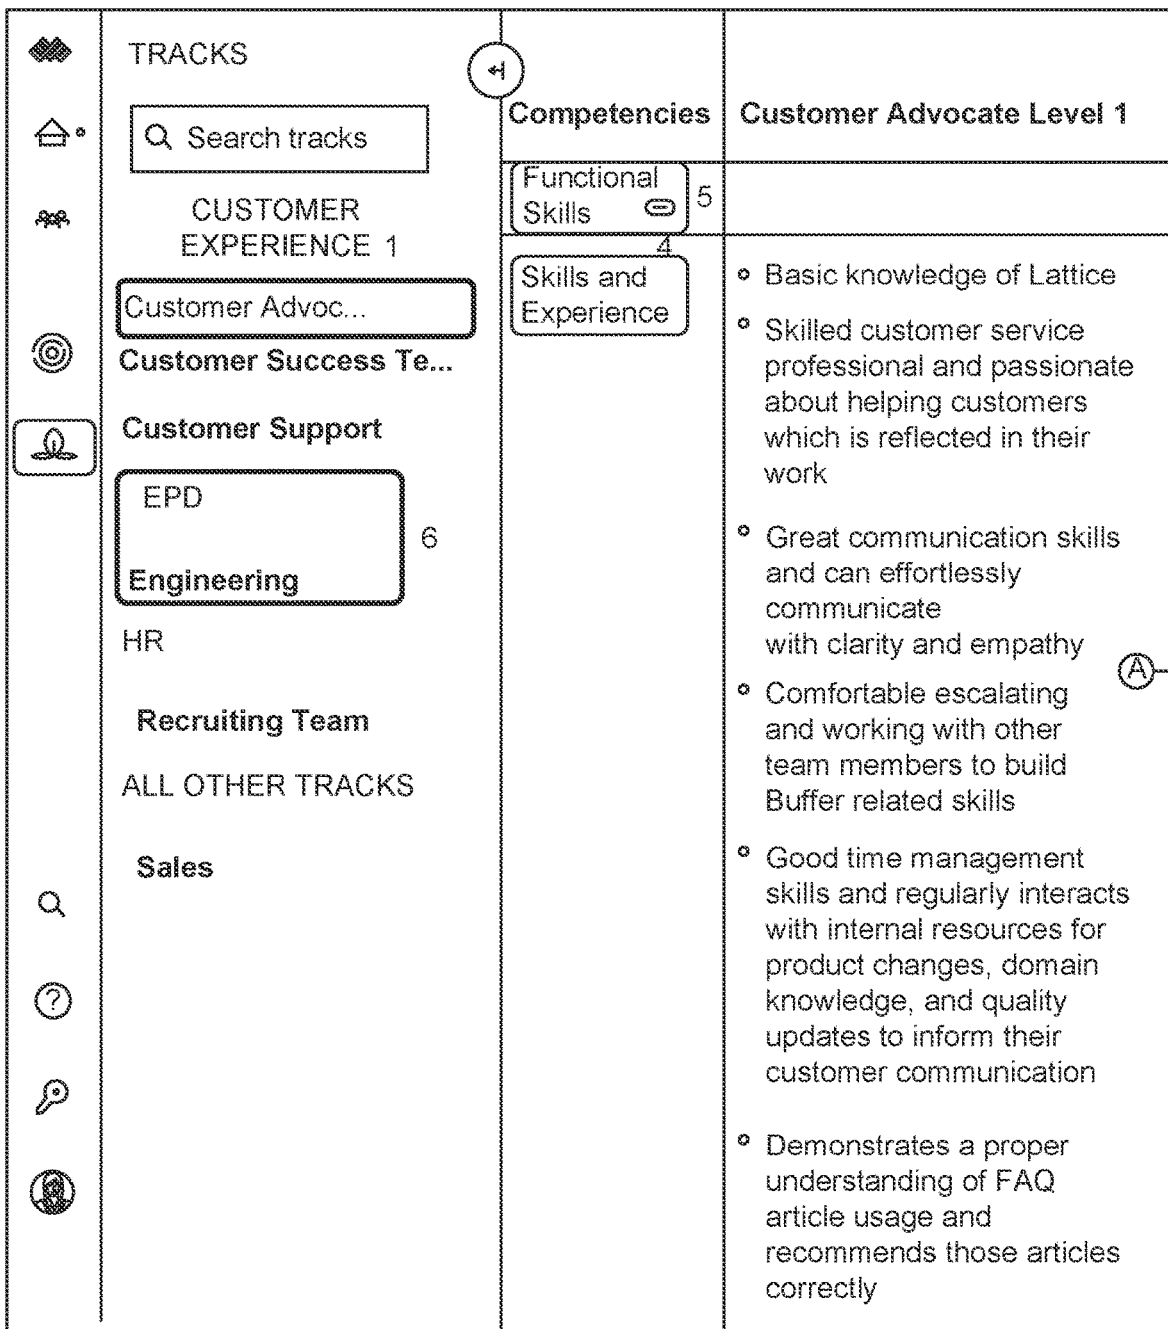 TRACKS
Search tracks
CUSTOMER
EXPERIENCE 1
Customer Advoc...
Customer Success Te...
Customer Support
EPD
6
Engineering
HR
Recruiting Team
ALL OTHER TRACKS
Sales
Competencies
Customer Advocate Level 1
Functional
Skills
5
4
Skills and
Experience
Basic knowledge of Lattice
Skilled customer service
professional and passionate
about helping customers
which is reflected in their
work
Great communication skills
and can effortlessly
communicate
with clarity and empathy
A
Comfortable escalating
and working with other
team members to build
Buffer related skills
Good time management
skills and regularly interacts
with internal resources for
product changes, domain
knowledge, and quality
updates to inform their
customer communication
Demonstrates a proper
understanding of FAQ
article usage and
recommends those articles
correctly
?